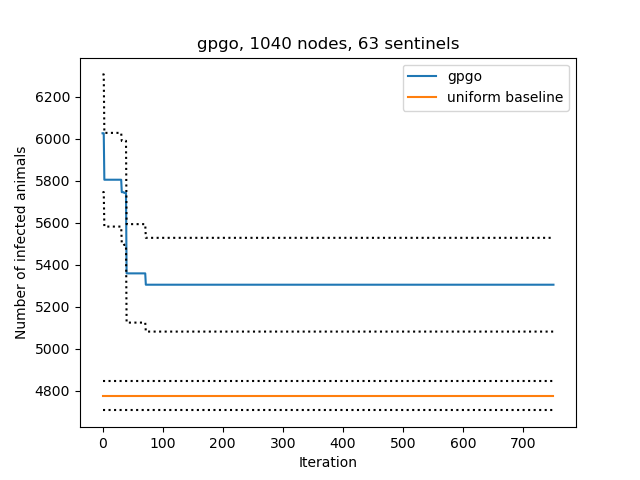 gpgo, 1040 nodes, 63 sentinels
gpgo
uniform baseline
Number of infected animals
6200
6000
5800
5600
5400
5200
5000
4800
0 100 200 300 400 500 600 700
Iteration